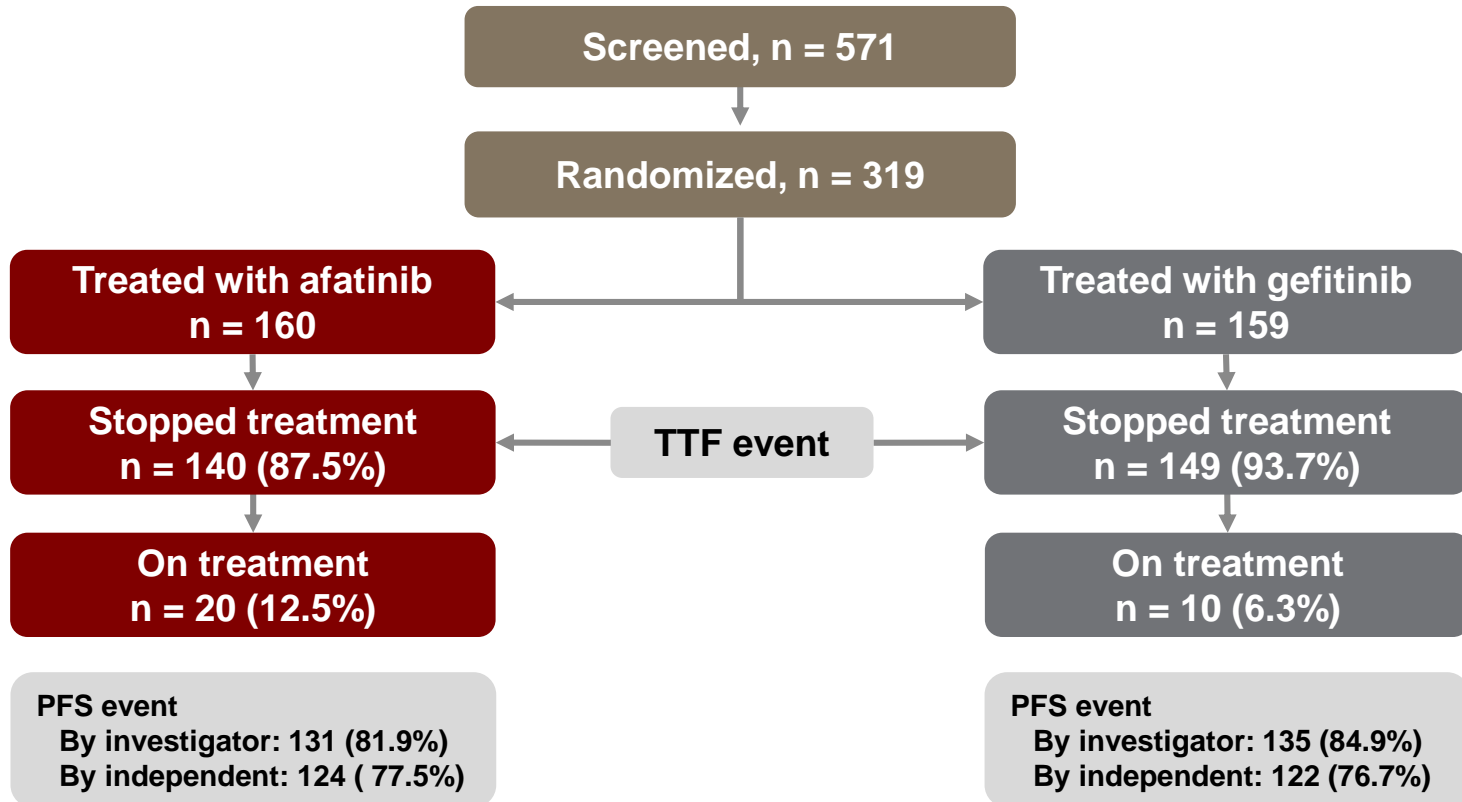 Screened, n = 571
Randomized, n = 319
Treated with afatinib
n = 160
Treated with gefitinib
n = 159
Stopped treatment
n = 140 (87.5%)
TTF event
Stopped treatment
n = 149 (93.7%)
On treatment
n = 20 (12.5%)
On treatment
n = 10 (6.3%)
PFS event
By investigator: 131 (81.9%)
By independent: 124 ( 77.5%)
PFS event
By investigator: 135 (84.9%)
By independent: 122 (76.7%)